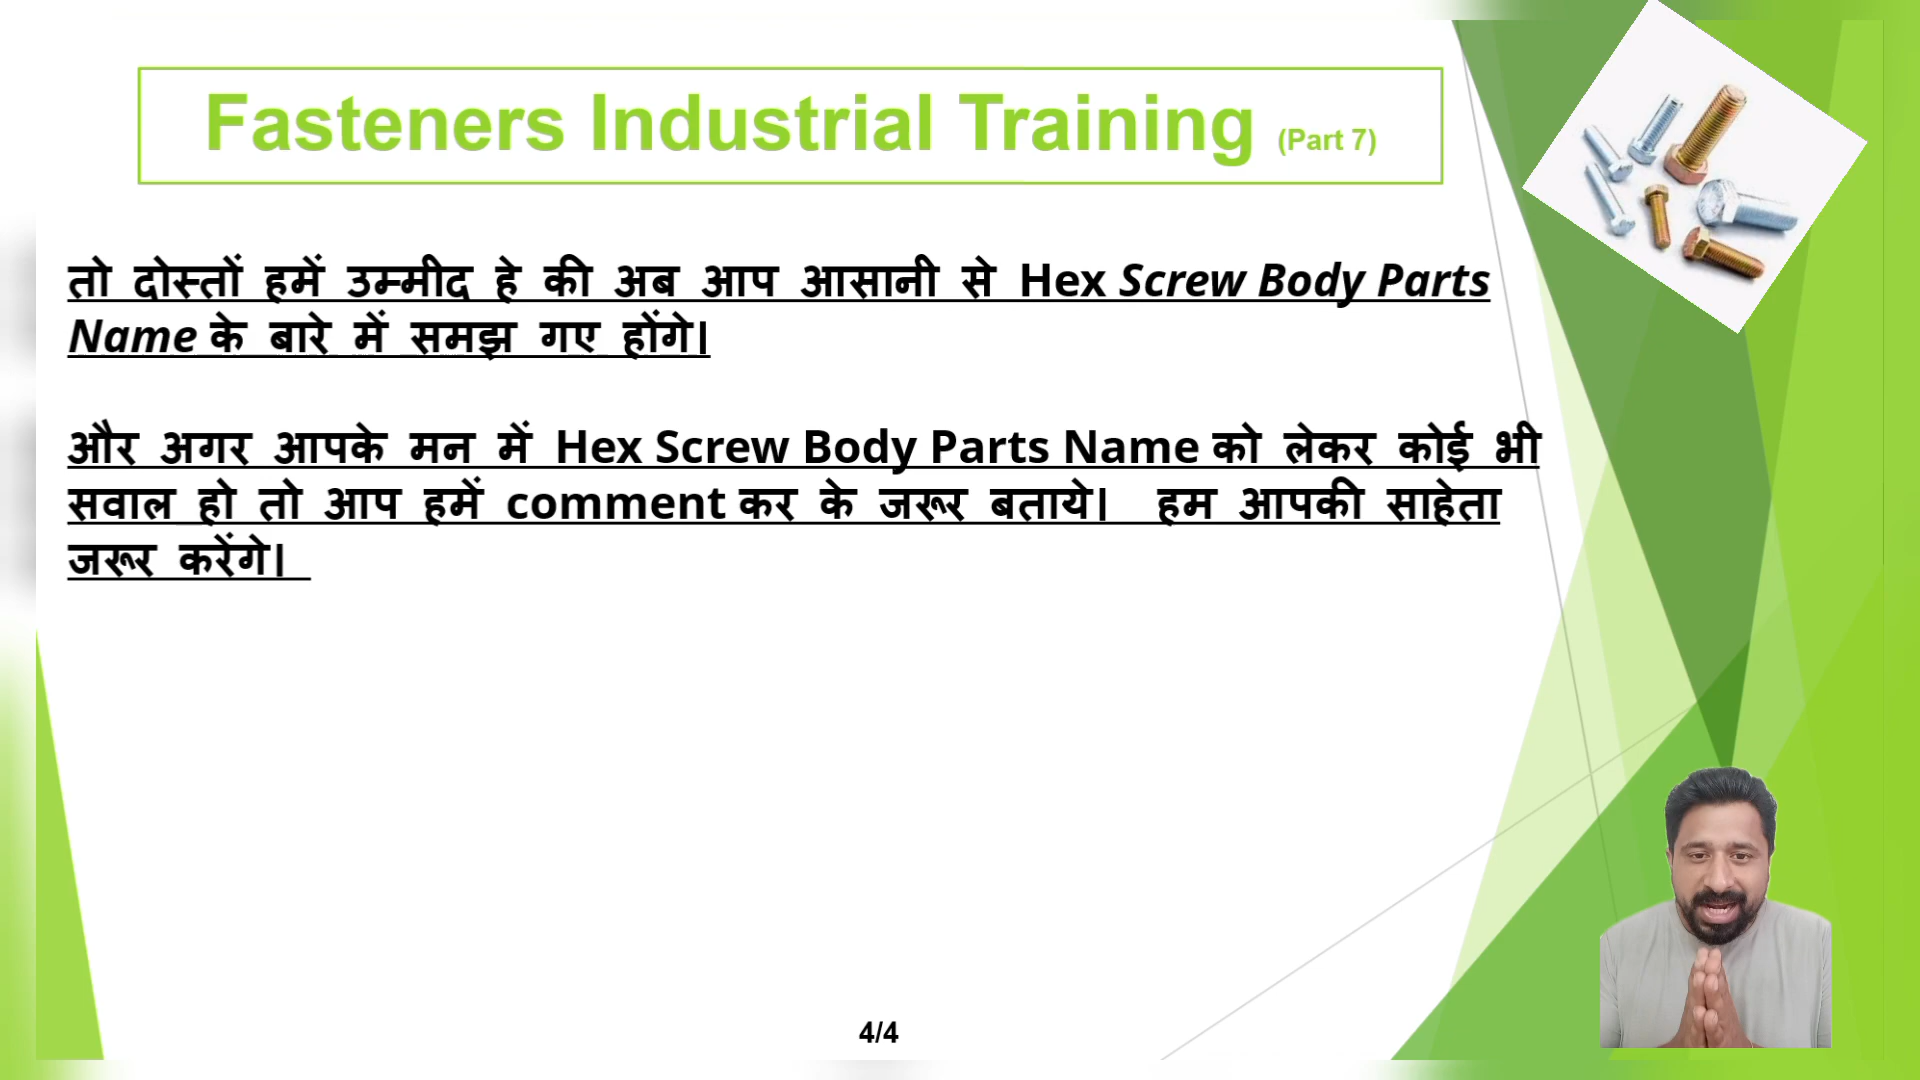 Fasteners Industrial Training (Part 7)
तो दोस्तों हमें उम्मीद हे की अब आप आसानी से Hex Screw Body Parts
Name के बारे में समझ गए होंगे।
और अगर आपके मन में Hex Screw Body Parts Name को लेकर कोई भी
सवाल हो तो आप हमें comment कर के जरूर बताये। हम आपकी साहेता
जरूर करेंगे।
4/4